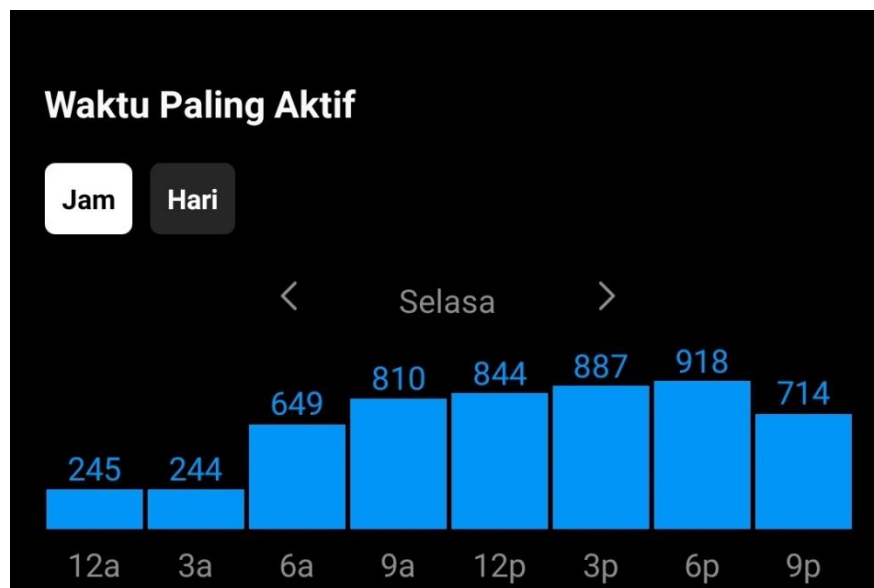 Waktu Paling Aktif
Jam Hari
Selasa
245 244 649 810 844 887 918 714
12a 3a 6a 9a 12p 3p 6p 9p